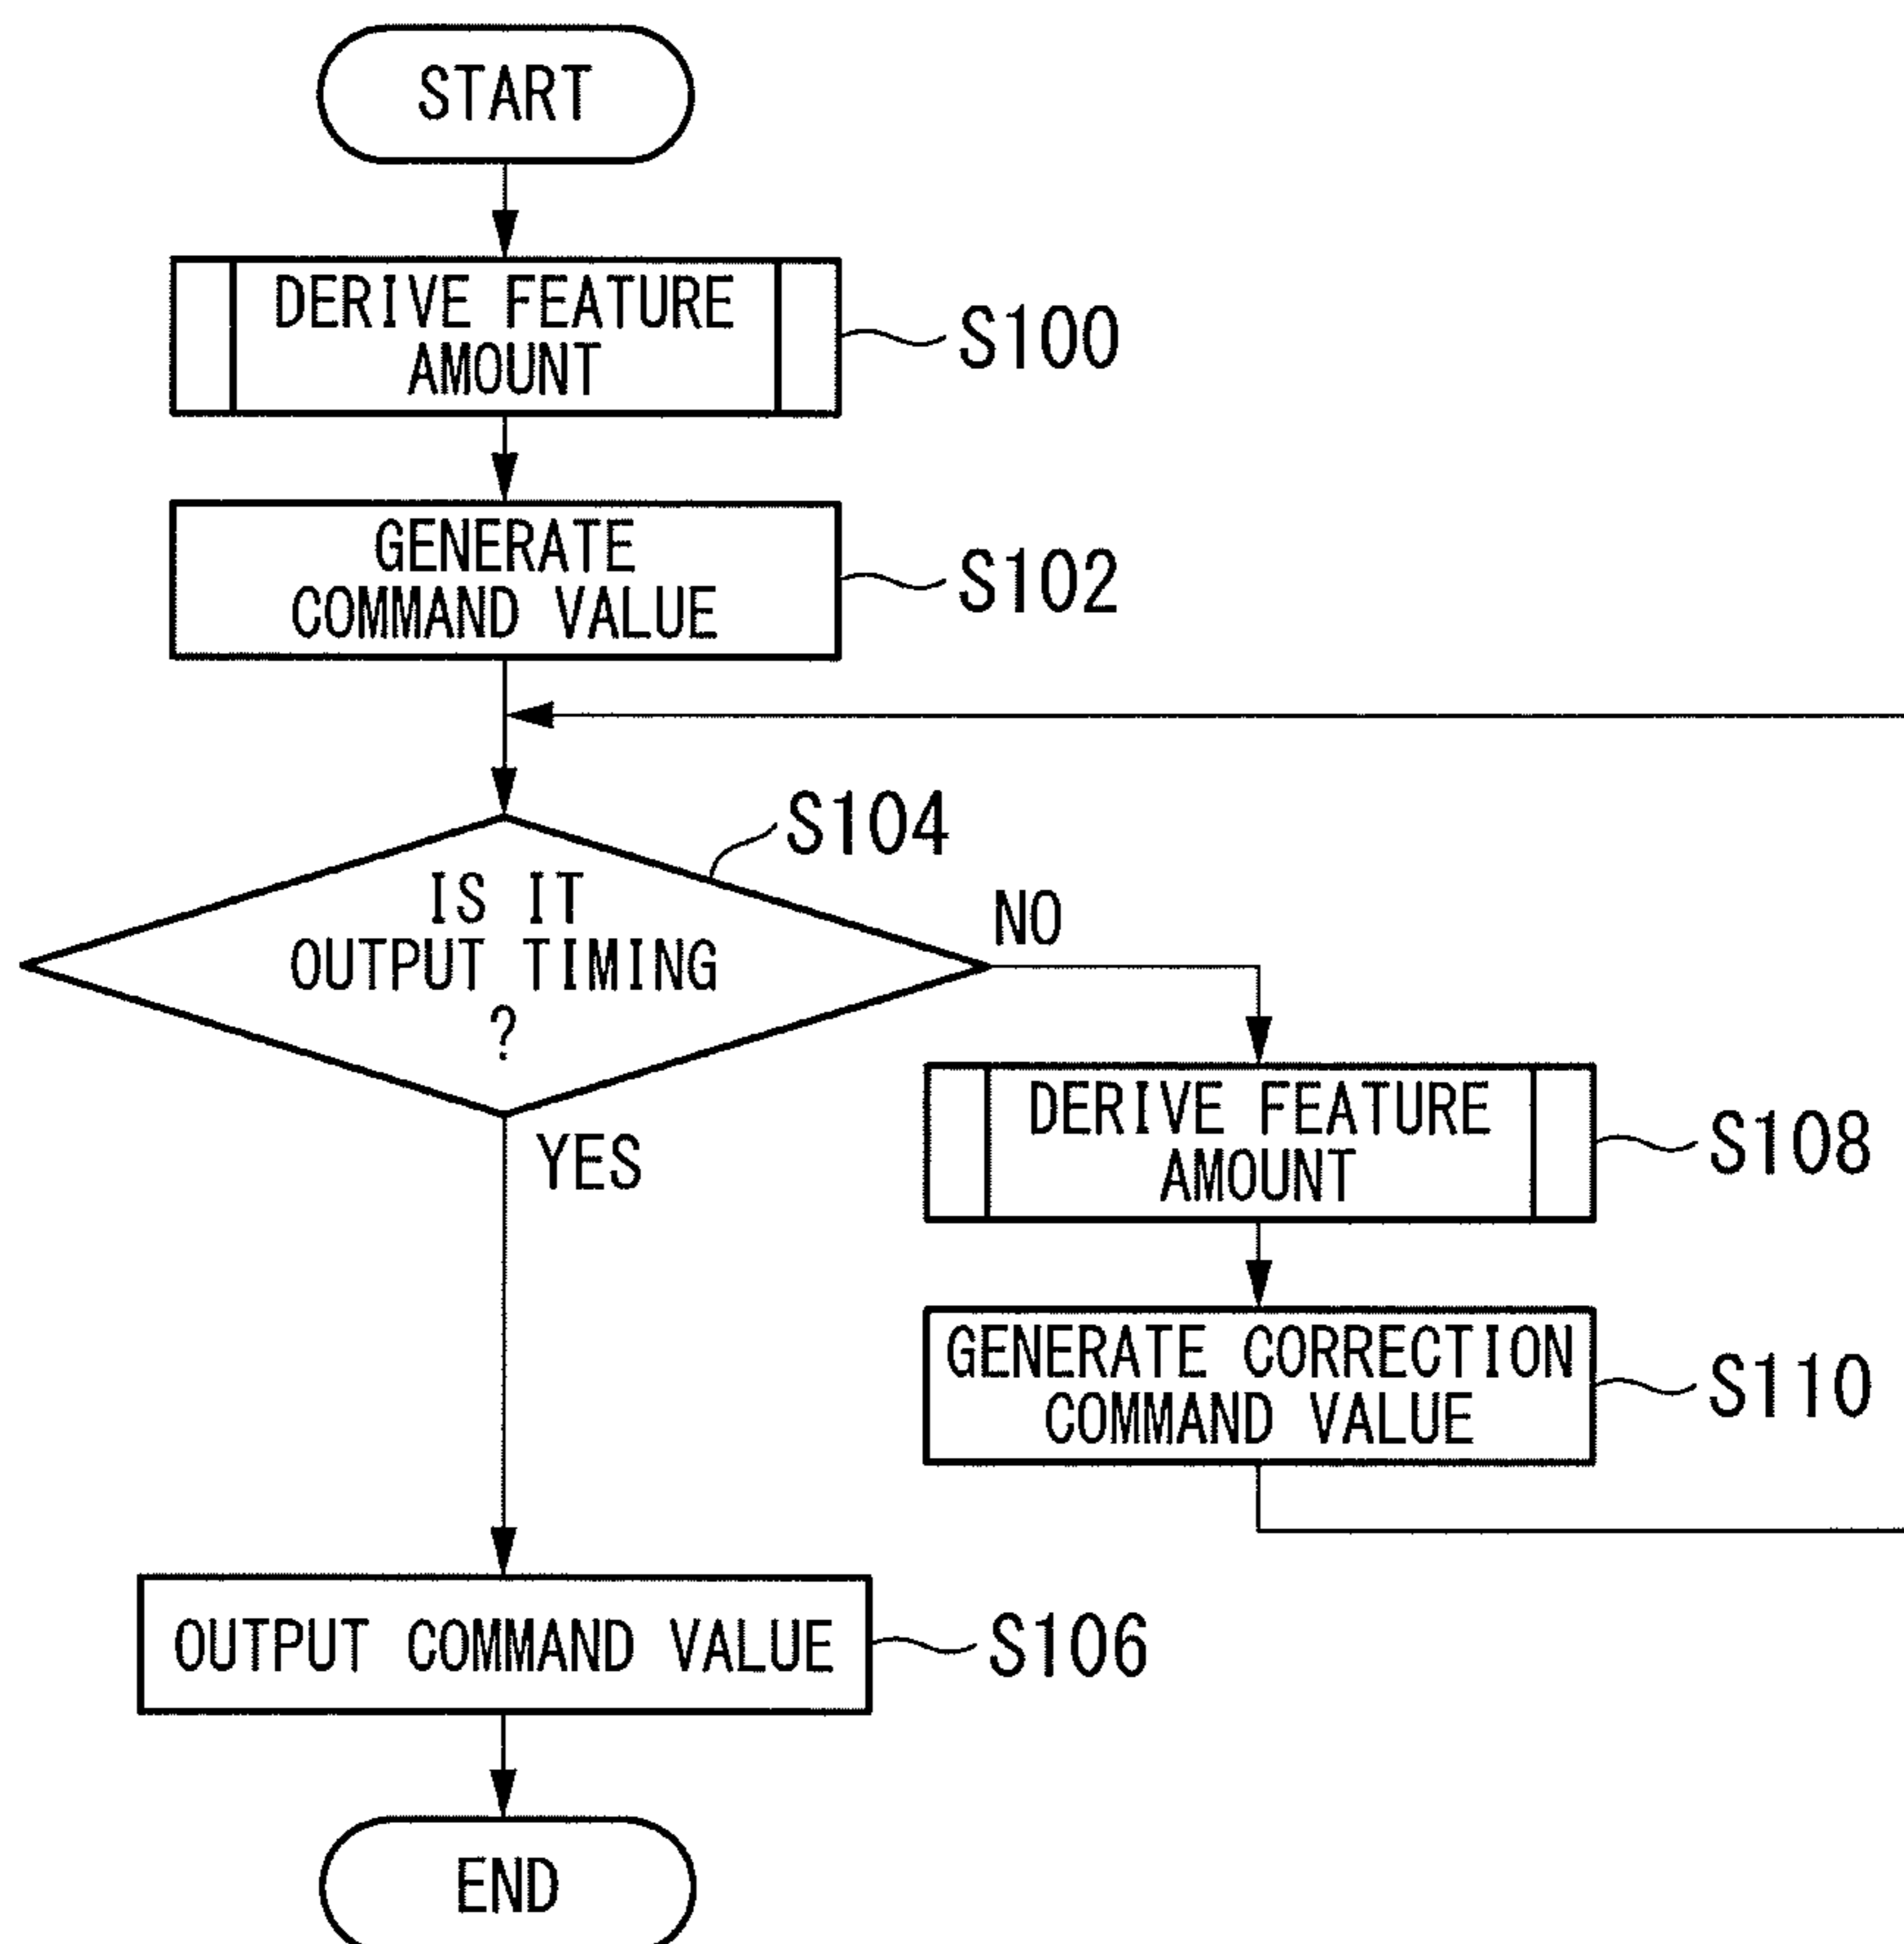 START
DERIVE FEATURE
AMOUNT
S100
GENERATE
COMMAND VALUE
S102
S104
IS IT
OUTPUT TIMING
?
NO
YES
DERIVE FEATURE
AMOUNT
S108
GENERATE CORRECTION
COMMAND VALUE
S110
OUTPUT COMMAND VALUE
S106
END